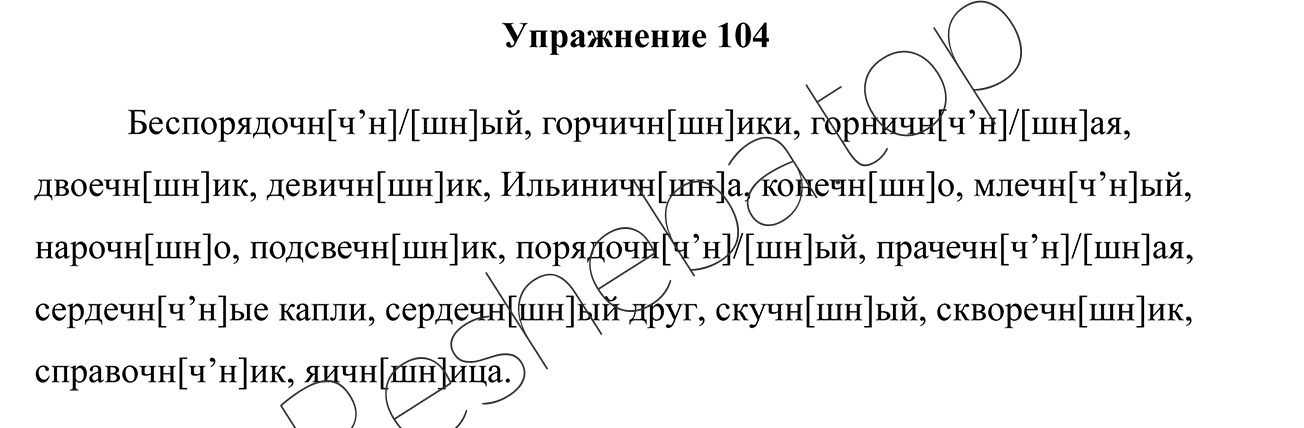 Упражнение 104
Беспорядочн[ч’н]/[шн]ый, горчичн[шн]ики, горничн[ч’н]/[шн]ая,
двоечн[шн]ик, девичн[шн]ик, Ильиничн[шн]а, конечн[шн]о, млечн[ч’н]ый,
нарочн[шн]о, подсвечн[шн]ик, порядочн[ч’н]/[шн]ый, прачечн[ч’н]/[шн]ая,
сердечн[ч’н]ые капли, сердечн[шн]ый друг, скучн[шн]ый, скворечн[шн]ик,
справочн[ч’н]ик, яичн[шн]ица.
Resheba top